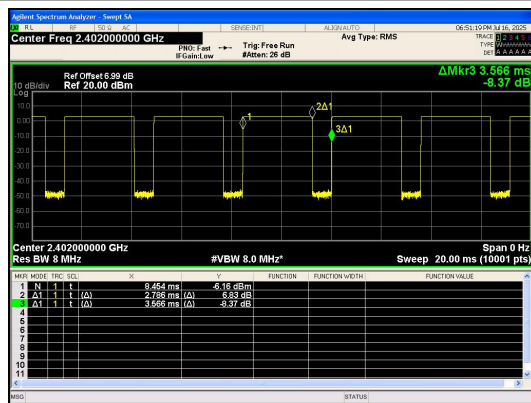 Agilent Spectrum Analyzer - Swept SA
RL RF 50 Ω AC SENSE:INT ALIGN AUTO 06:51:19 PM Jul 16, 2025
Center Freq 2.402000000 GHz Avg Type: RMS TRACE 1 2 3 4 5 6
PNO: Fast Trig: Free Run TYPE
IFGain:Low #Atten: 26 dB DET A A A A A
ΔMkr3 3.566 ms
-8.37 dB
Ref Offset 6.99 dB
10 dB/div Ref 20.00 dBm
Log
10.0
0.00
-10.0
-20.0
-30.0
-40.0
-50.0
-60.0
-70.0
1
2Δ1
3Δ1
Center 2.402000000 GHz Span 0 Hz
Res BW 8 MHz #VBW 8.0 MHz* Sweep 20.00 ms (10001 pts)
MKR MODE TRC SCL X Y FUNCTION FUNCTION WIDTH FUNCTION VALUE
1 N 1 t 8.454 ms -6.16 dBm
2 Δ1 1 t (Δ) 2.786 ms (Δ) 6.83 dB
3 Δ1 1 t (Δ) 3.566 ms (Δ) -8.37 dB
4
5
6
7
8
9
10
11
MSG STATUS